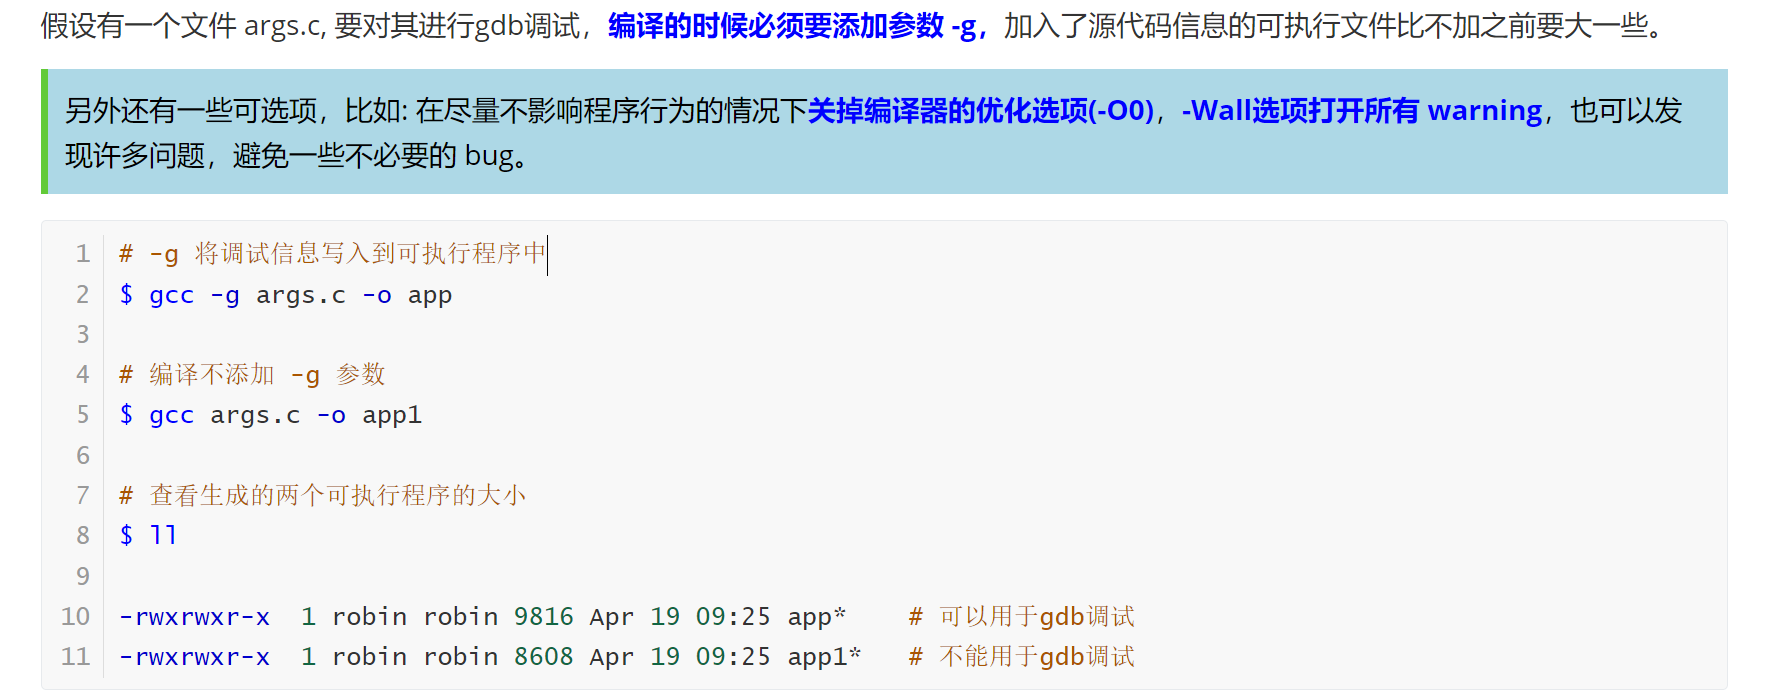 假设有一个文件 args.c, 要对其进行gdb调试，编译的时候必须要添加参数 -g，加入了源代码信息的可执行文件比不加之前要大一些。
另外还有一些可选项，比如: 在尽量不影响程序行为的情况下关掉编译器的优化选项(-O0)，-Wall选项打开所有 warning，也可以发
现许多问题，避免一些不必要的 bug。
1 # -g 将调试信息写入到可执行程序中
2 $ gcc -g args.c -o app
3
4 # 编译不添加 -g 参数
5 $ gcc args.c -o app1
6
7 # 查看生成的两个可执行程序的大小
8 $ ll
9
10 -rwxrwxr-x  1 robin robin 9816 Apr 19 09:25 app*    # 可以用于gdb调试
11 -rwxrwxr-x  1 robin robin 8608 Apr 19 09:25 app1*   # 不能用于gdb调试